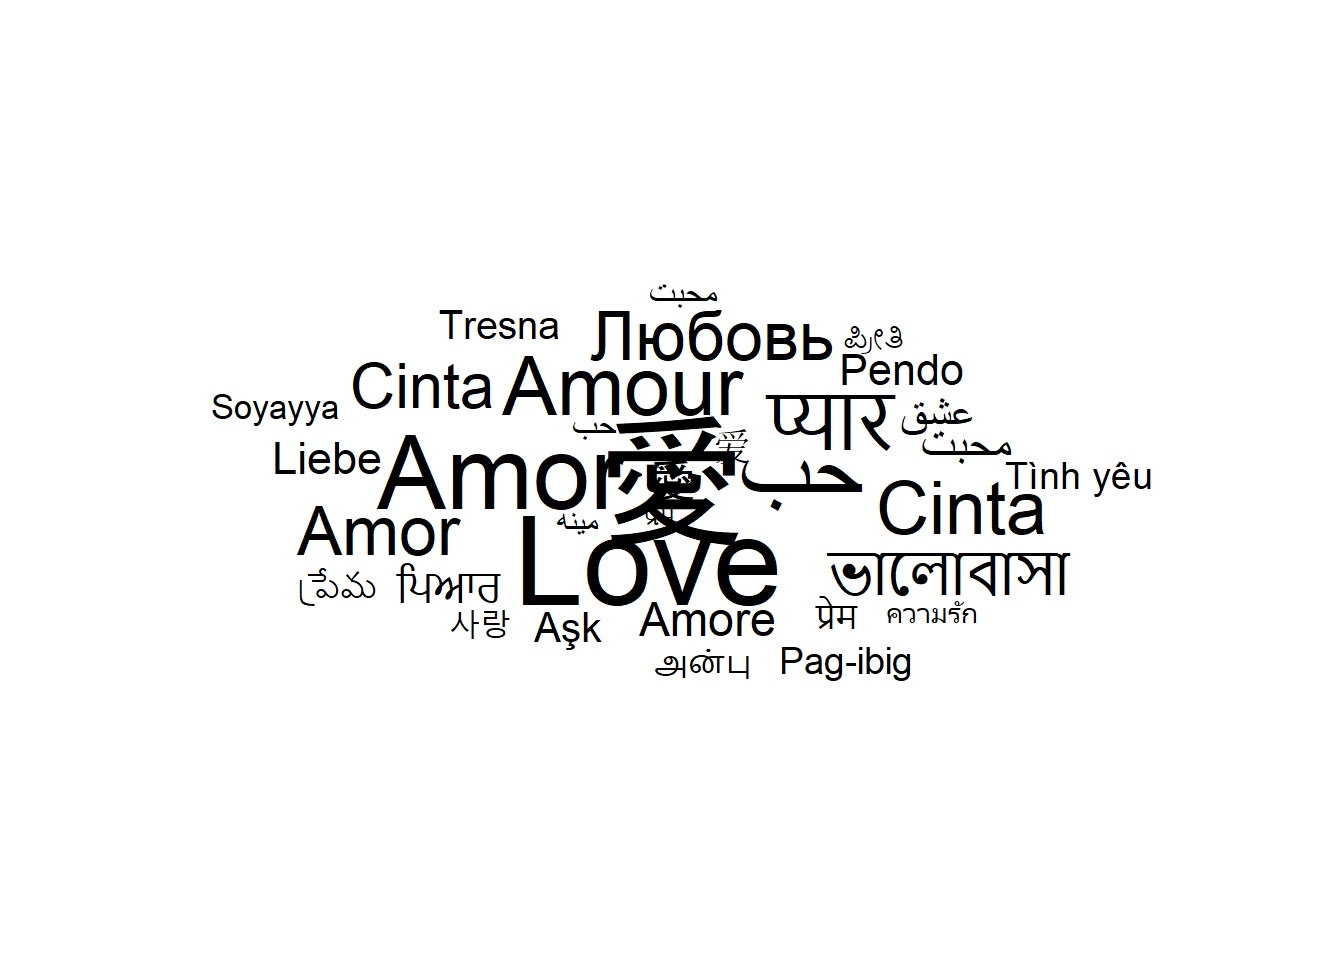 محبت
Tresna
Любовь
ಪ್ರೀತಿ
Cinta
Amour
Pendo
Soyayya
प्यार
عشق
حب
爱
محبت
Liebe
Amor
愛
حب
Tình yêu
Amor
مينه
Cinta
ప్రేమ
ਪਿਆਰ
Love
ভালোবাসা
사랑
Aşk
Amore
प्रेम
ความรัก
அன்பு
Pag-ibig